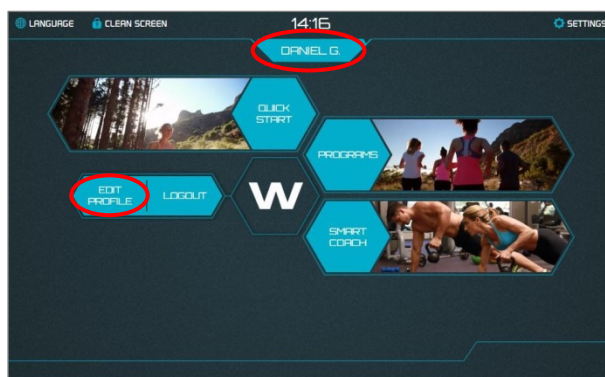 LANGUAGE
CLEAN SCREEN
14:16
SETTINGS
DANIEL G.
QUICK
START
PROGRAMS
EDIT
PROFILE
LOGOUT
W
SMART
COACH